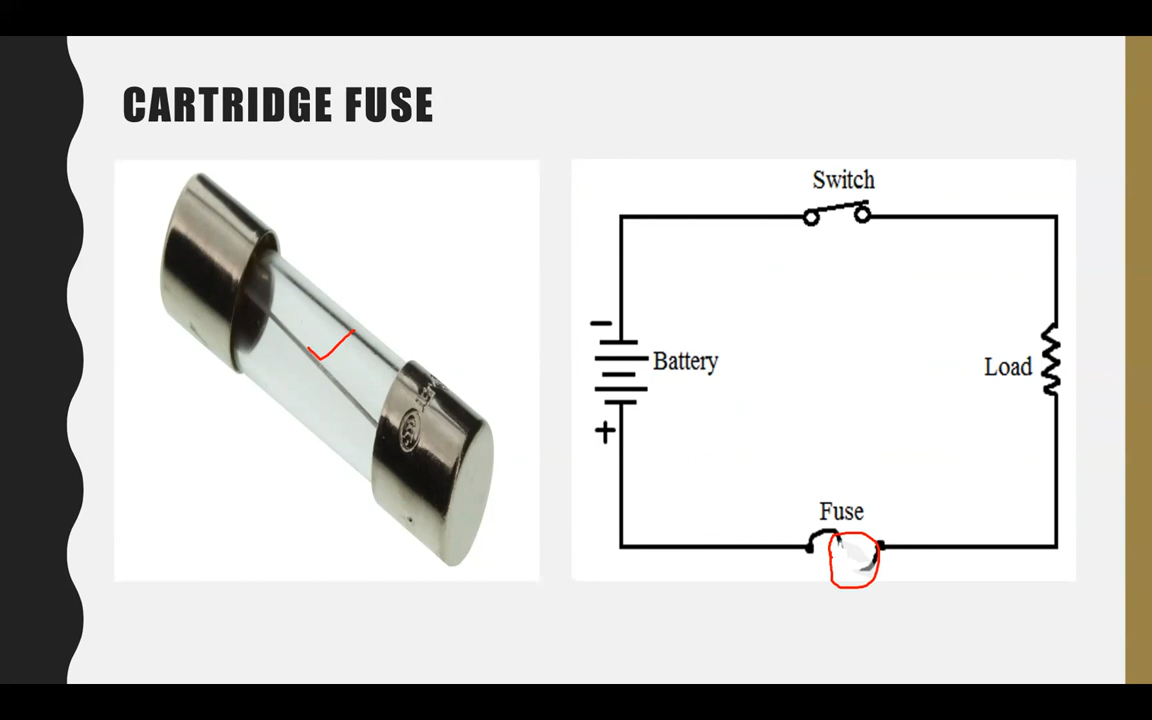 CARTRIDGE FUSE
Switch
Battery
Load
Fuse